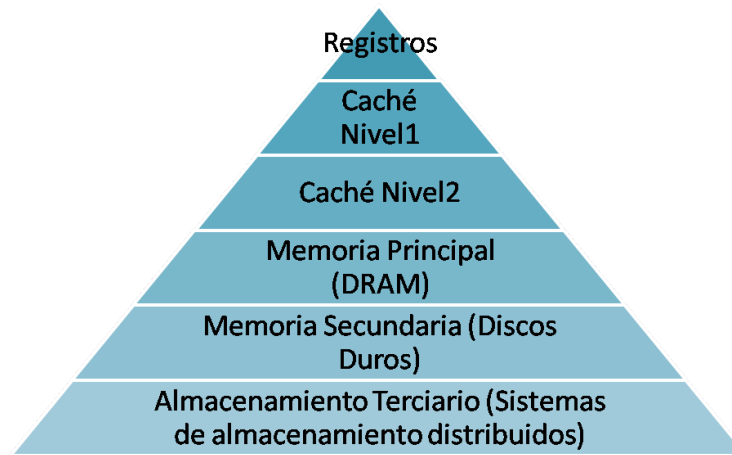 Registros
Caché
Nivel1
Caché Nivel2
Memoria Principal
(DRAM)
Memoria Secundaria (Discos
Duros)
Almacenamiento Terciario (Sistemas
de almacenamiento distribuidos)